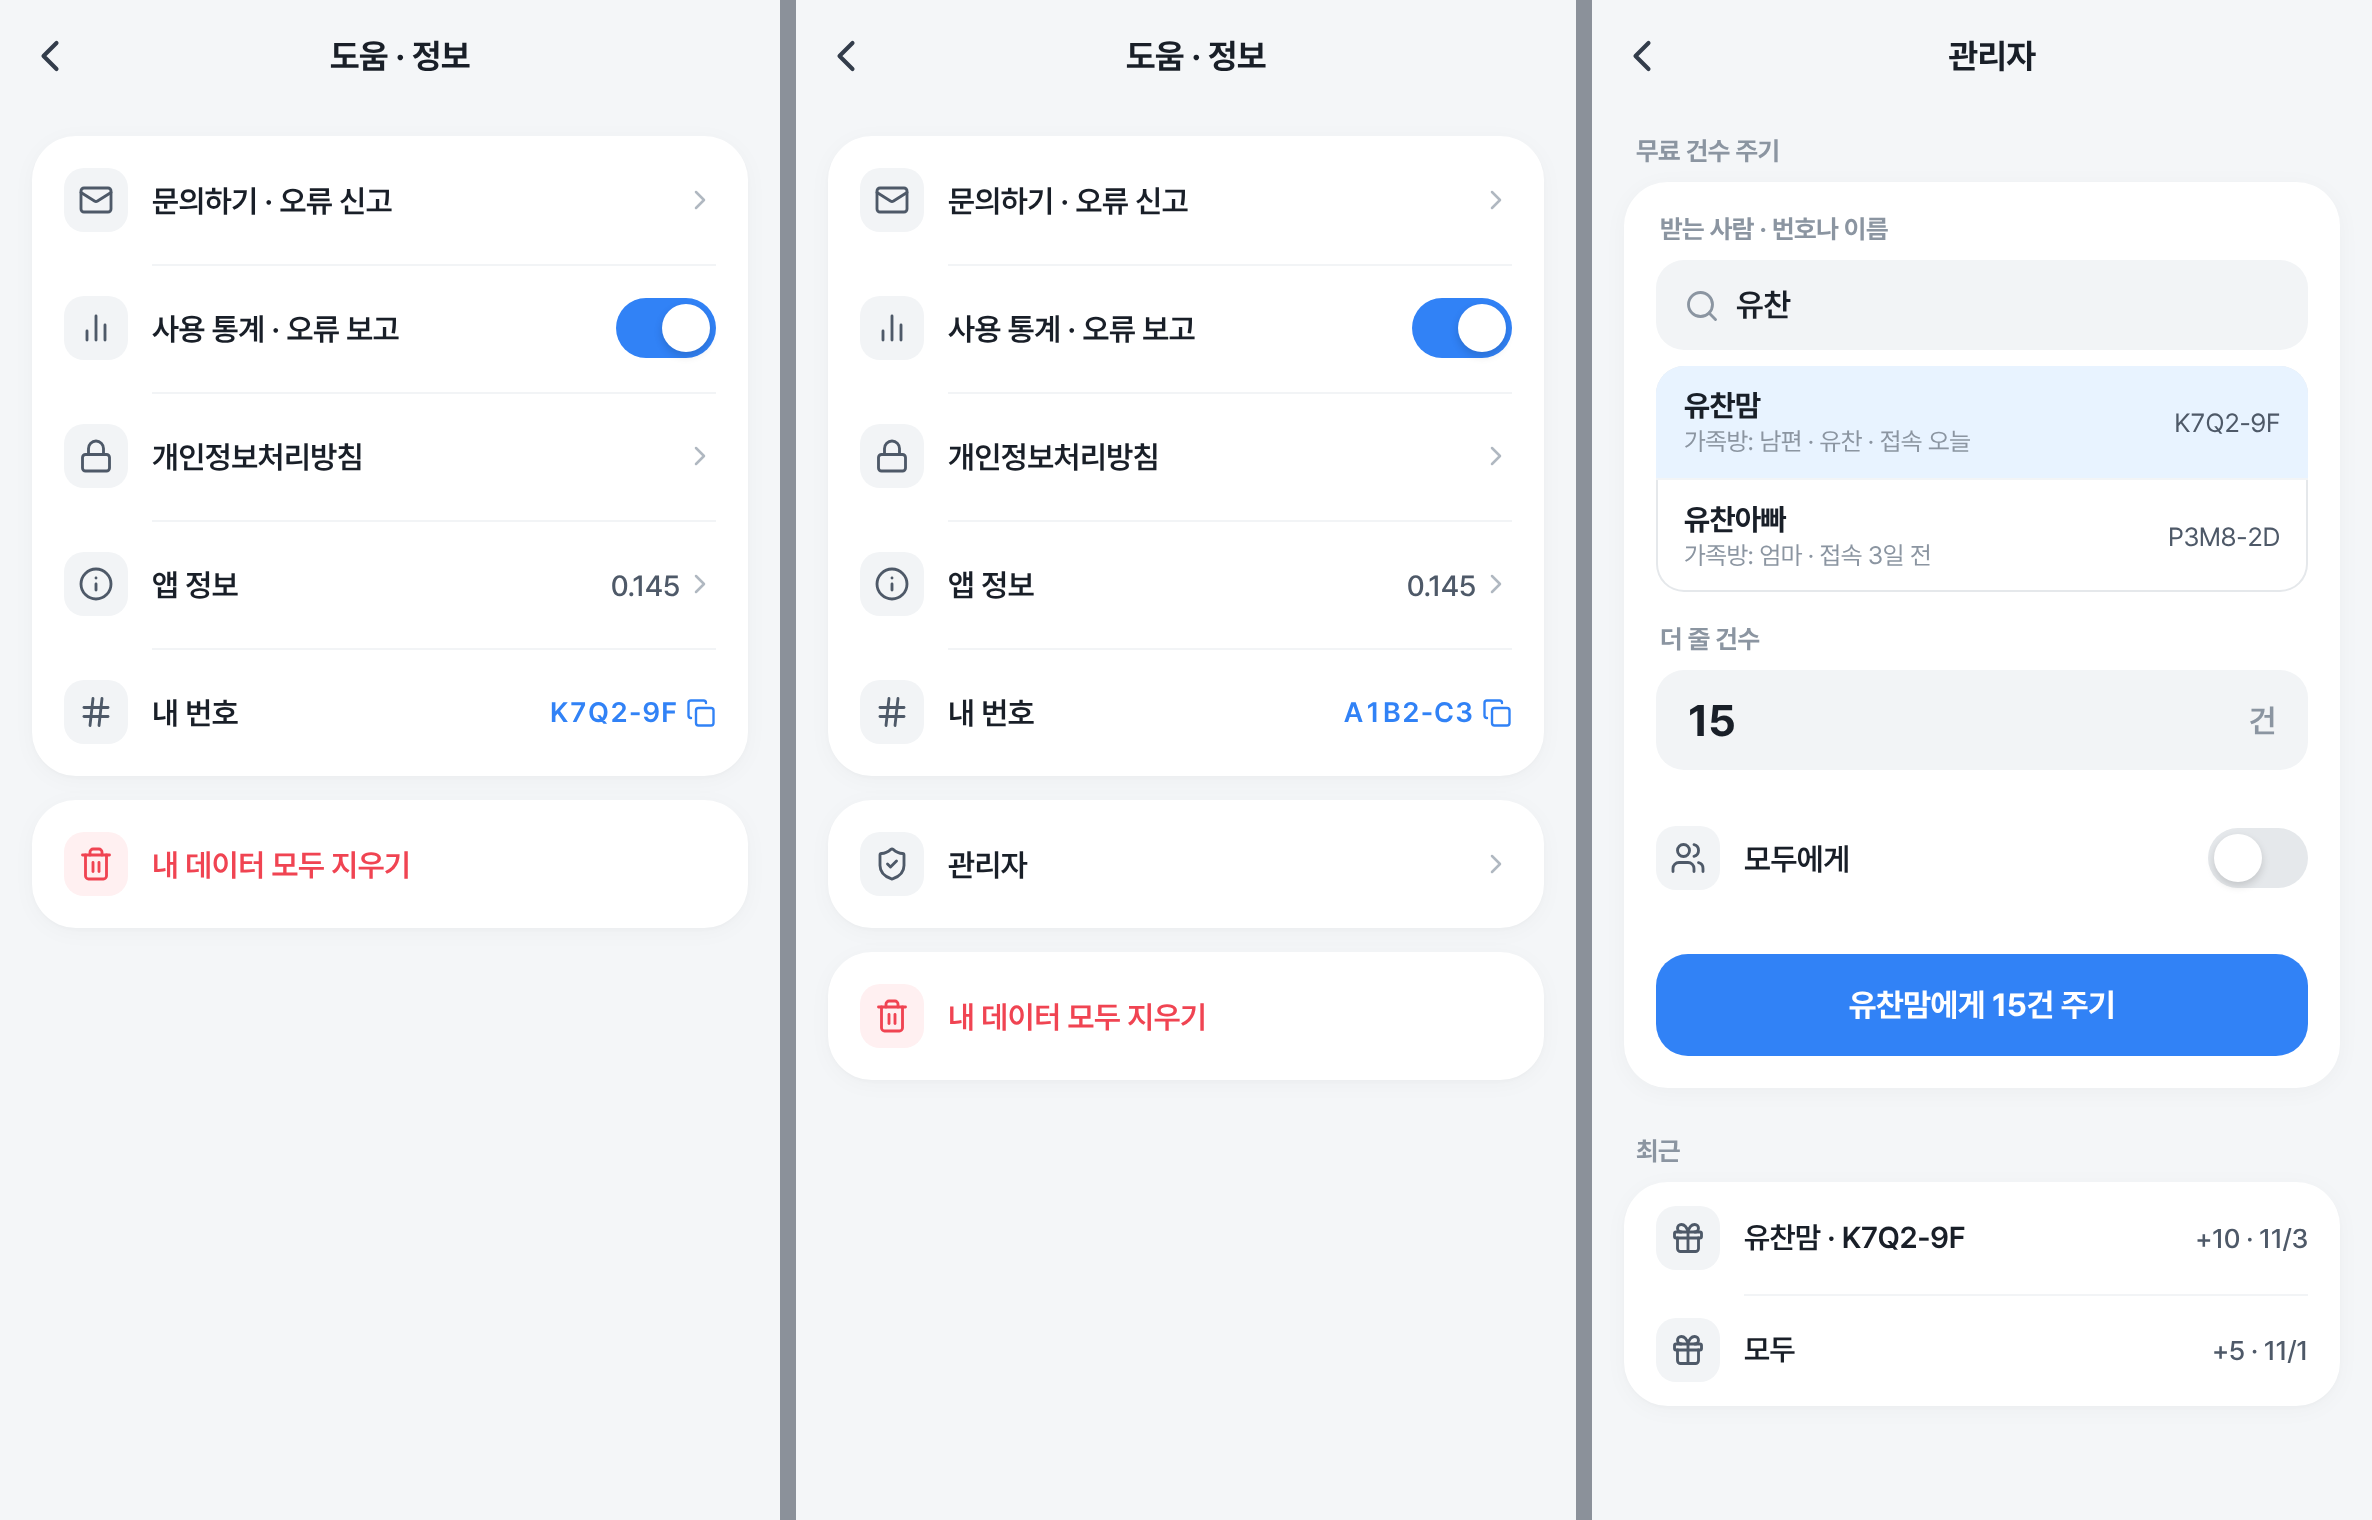 도움 · 정보
문의하기 · 오류 신고
사용 통계 · 오류 보고
개인정보처리방침
앱 정보 0.145
내 번호 K7Q2-9F
내 데이터 모두 지우기
도움 · 정보
문의하기 · 오류 신고
사용 통계 · 오류 보고
개인정보처리방침
앱 정보 0.145
내 번호 A1B2-C3
관리자
내 데이터 모두 지우기
관리자
무료 건수 주기
받는 사람 · 번호나 이름
유찬
유찬맘
가족방: 남편 · 유찬 · 접속 오늘
K7Q2-9F
유찬아빠
가족방: 엄마 · 접속 3일 전
P3M8-2D
더 줄 건수
15 건
모두에게
유찬맘에게 15건 주기
최근
유찬맘 · K7Q2-9F +10 · 11/3
모두 +5 · 11/1